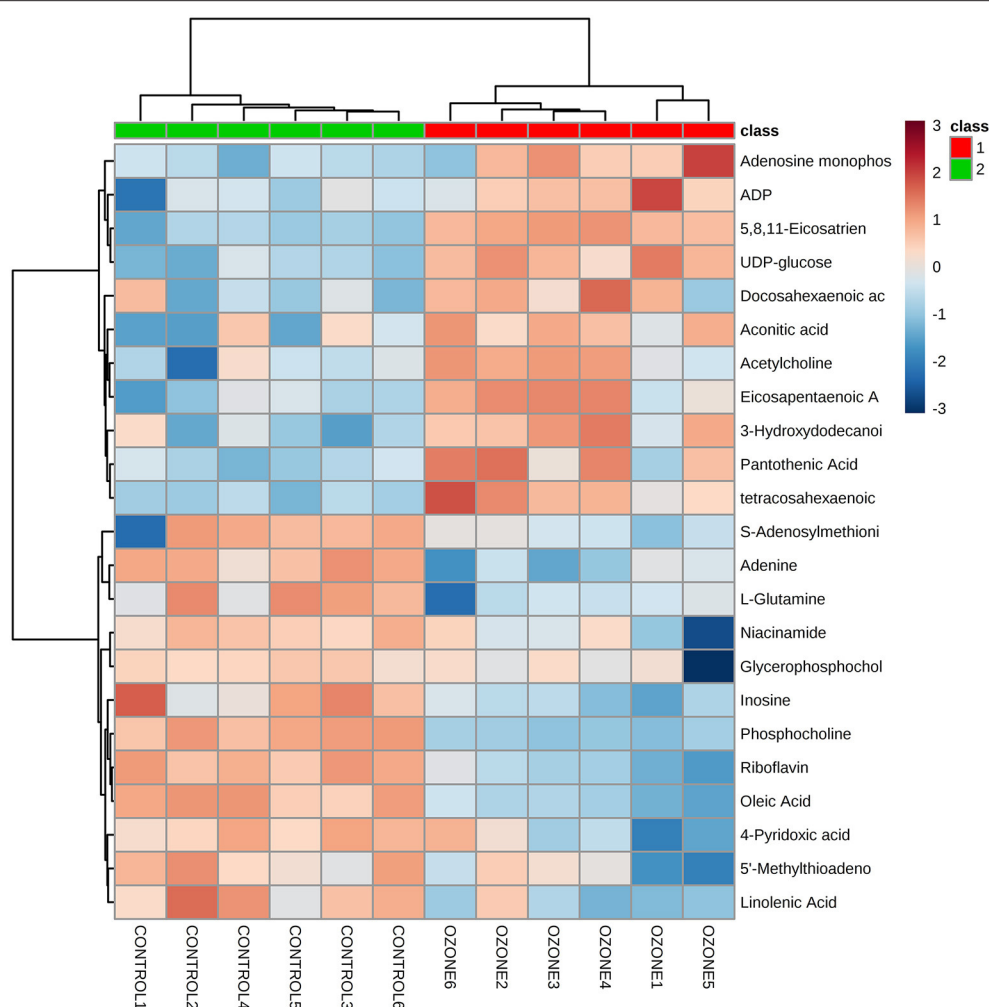 class
Adenosine monophos
ADP
5,8,11-Eicosatrien
UDP-glucose
Docosahexaenoic ac
Aconitic acid
Acetylcholine
Eicosapentaenoic A
3-Hydroxydodecanoi
Pantothenic Acid
tetracosahexaenoic
S-Adenosylmethioni
Adenine
L-Glutamine
Niacinamide
Glycerophosphochol
Inosine
Phosphocholine
Riboflavin
Oleic Acid
4-Pyridoxic acid
5'-Methylthioadeno
Linolenic Acid
3
2
1
0
-1
-2
-3
class
1
2
CONTROL1
CONTROL2
CONTROL4
CONTROL5
CONTROL3
CONTROL6
OZONE6
OZONE2
OZONE3
OZONE4
OZONE1
OZONE5